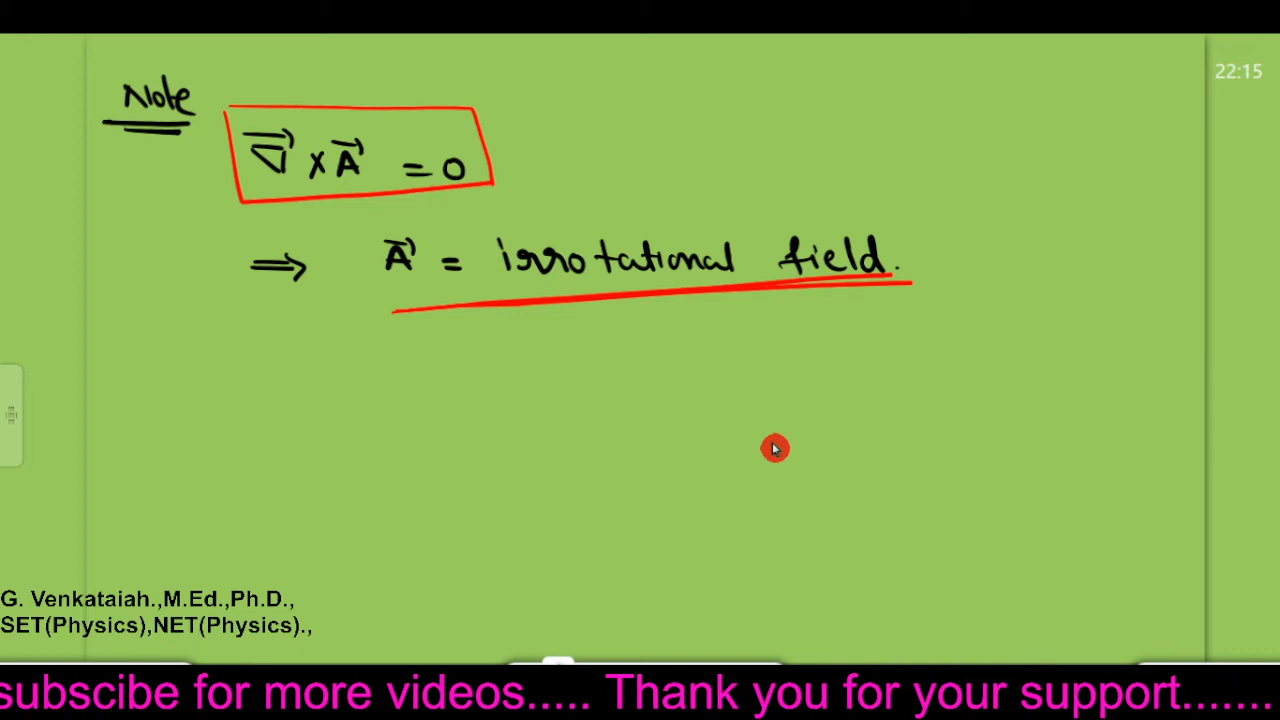 Note
22:15
∇⃗ × A⃗ = 0
⇒ A⃗ = irrotational field.
G. Venkataiah.,M.Ed.,Ph.D.,
SET(Physics),NET(Physics).,
subscibe for more videos..... Thank you for your support.......